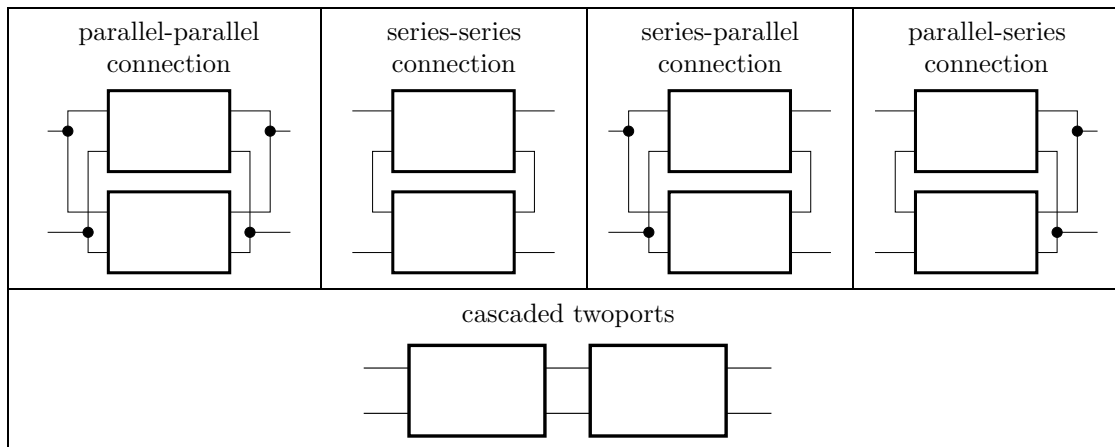 parallel-parallel
connection
series-series
connection
series-parallel
connection
parallel-series
connection
cascaded twoports